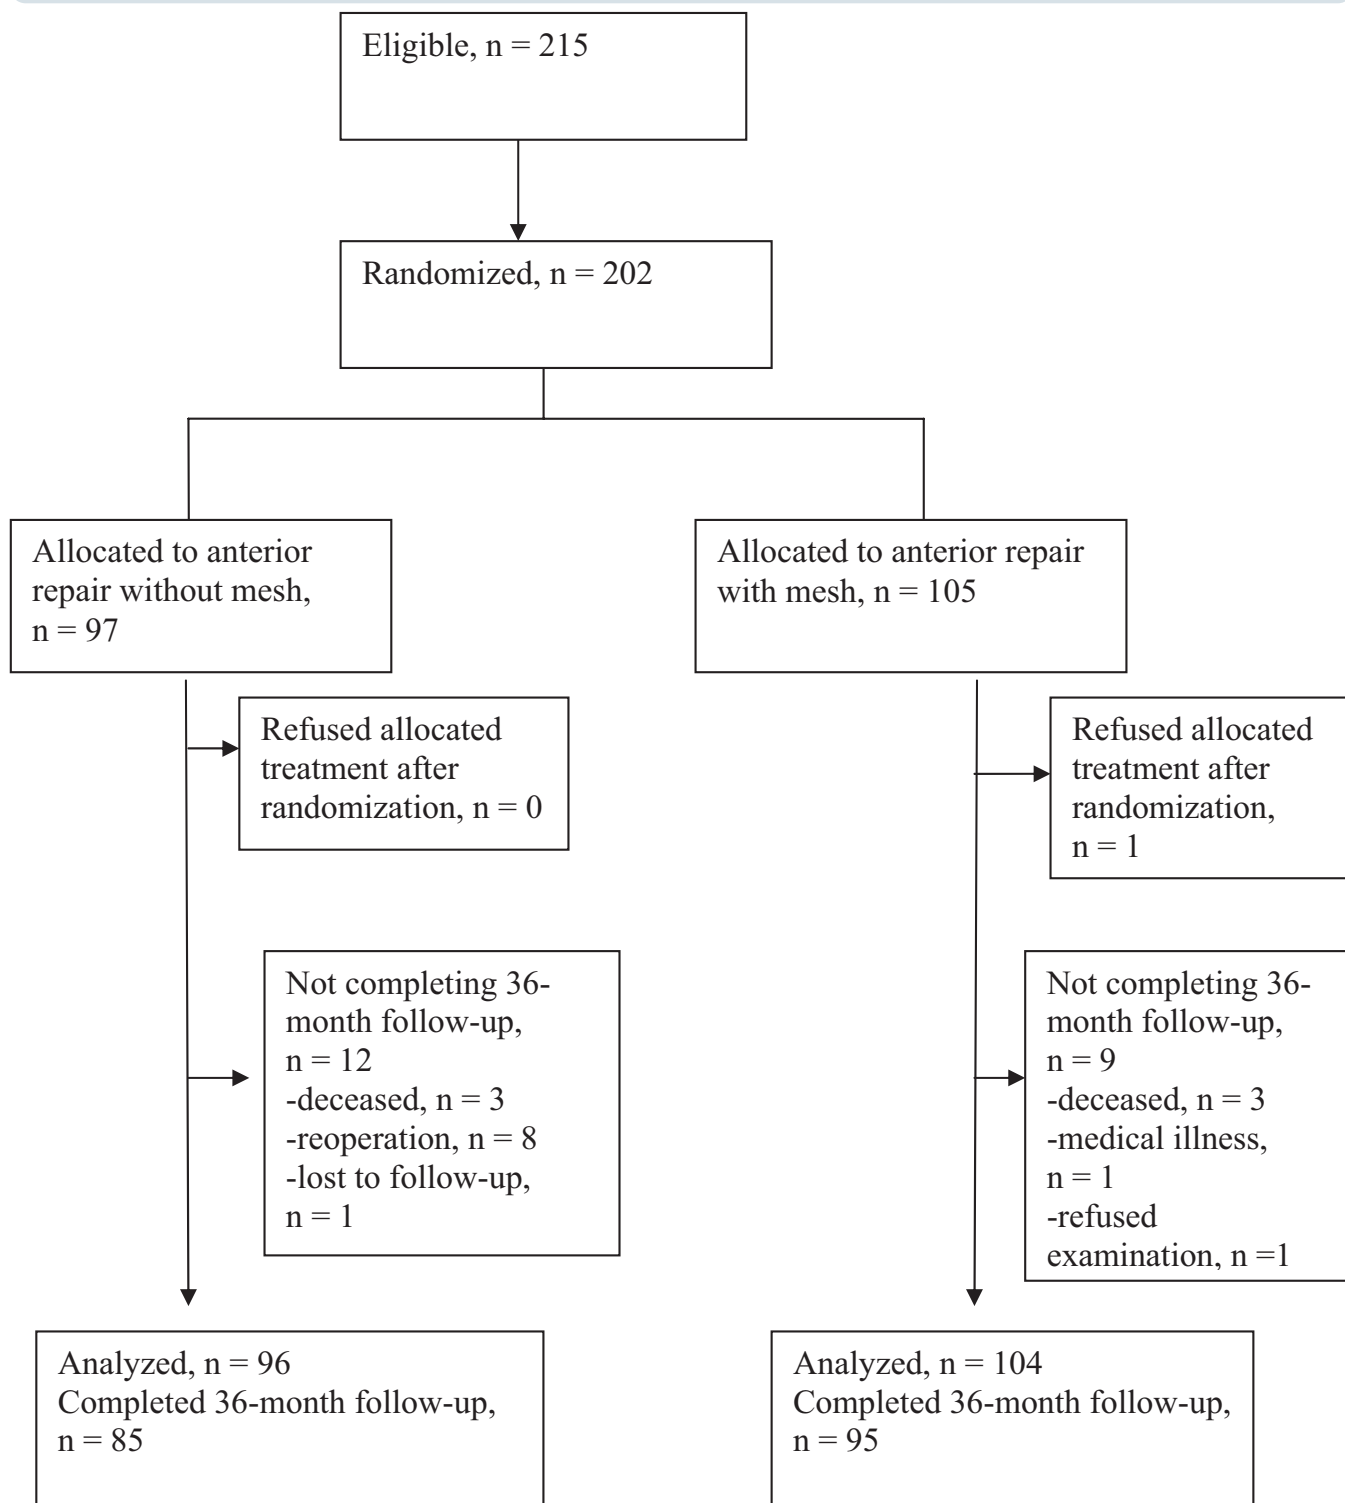 Eligible, n = 215
Randomized, n = 202
Allocated to anterior
repair without mesh,
n = 97
Allocated to anterior repair
with mesh, n = 105
Refused allocated
treatment after
randomization, n = 0
Refused allocated
treatment after
randomization,
n = 1
Not completing 36-
month follow-up,
n = 12
-deceased, n = 3
-reoperation, n = 8
-lost to follow-up,
n = 1
Not completing 36-
month follow-up,
n = 9
-deceased, n = 3
-medical illness,
n = 1
-refused
examination, n =1
Analyzed, n = 96
Completed 36-month follow-up,
n = 85
Analyzed, n = 104
Completed 36-month follow-up,
n = 95